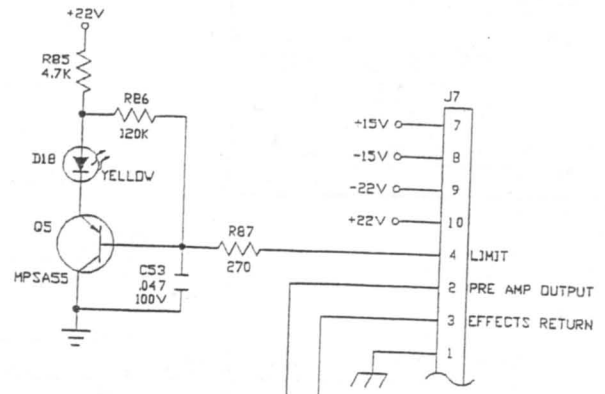 +22V
R85
4.7K
R86
120K
D18
YELLOW
Q5
MPSA55
C53
.047
100V
R87
270
J7
+15V
7
-15V
8
-22V
9
+22V
10
4 LIMIT
2 PRE AMP OUTPUT
3 EFFECTS RETURN
1